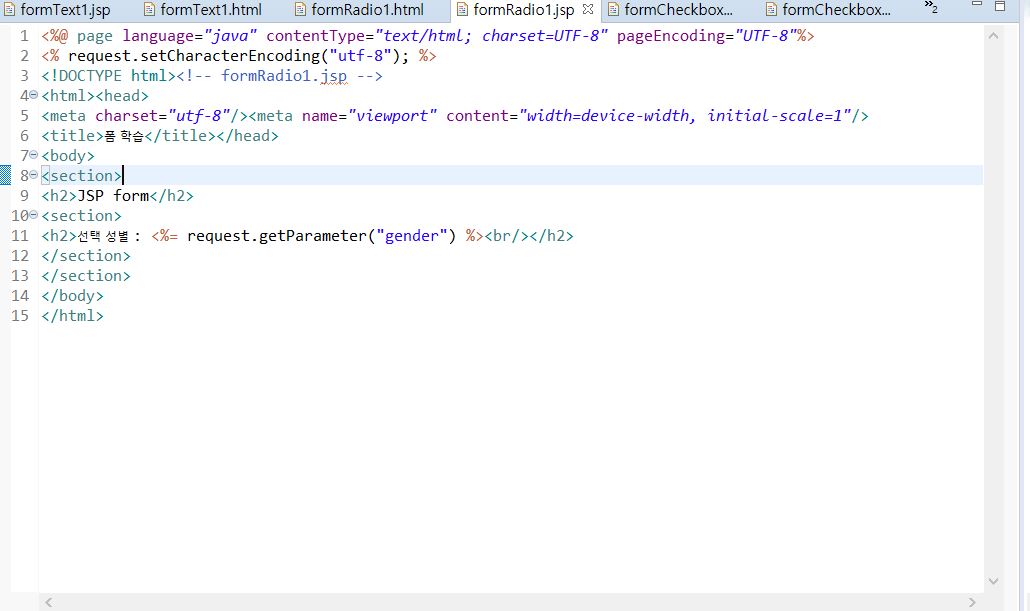 formText1.jsp formText1.html formRadio1.html formRadio1.jsp formCheckbox... formCheckbox... »2
1 <%@ page language="java" contentType="text/html; charset=UTF-8" pageEncoding="UTF-8"%>
2 <% request.setCharacterEncoding("utf-8"); %>
3 <!DOCTYPE html><!-- formRadio1.jsp -->
4 <html><head>
5 <meta charset="utf-8"/><meta name="viewport" content="width=device-width, initial-scale=1"/>
6 <title>폼 학습</title></head>
7 <body>
8 <section>
9 <h2>JSP form</h2>
10 <section>
11 <h2>선택 성별 : <%= request.getParameter("gender") %><br/></h2>
12 </section>
13 </section>
14 </body>
15 </html>